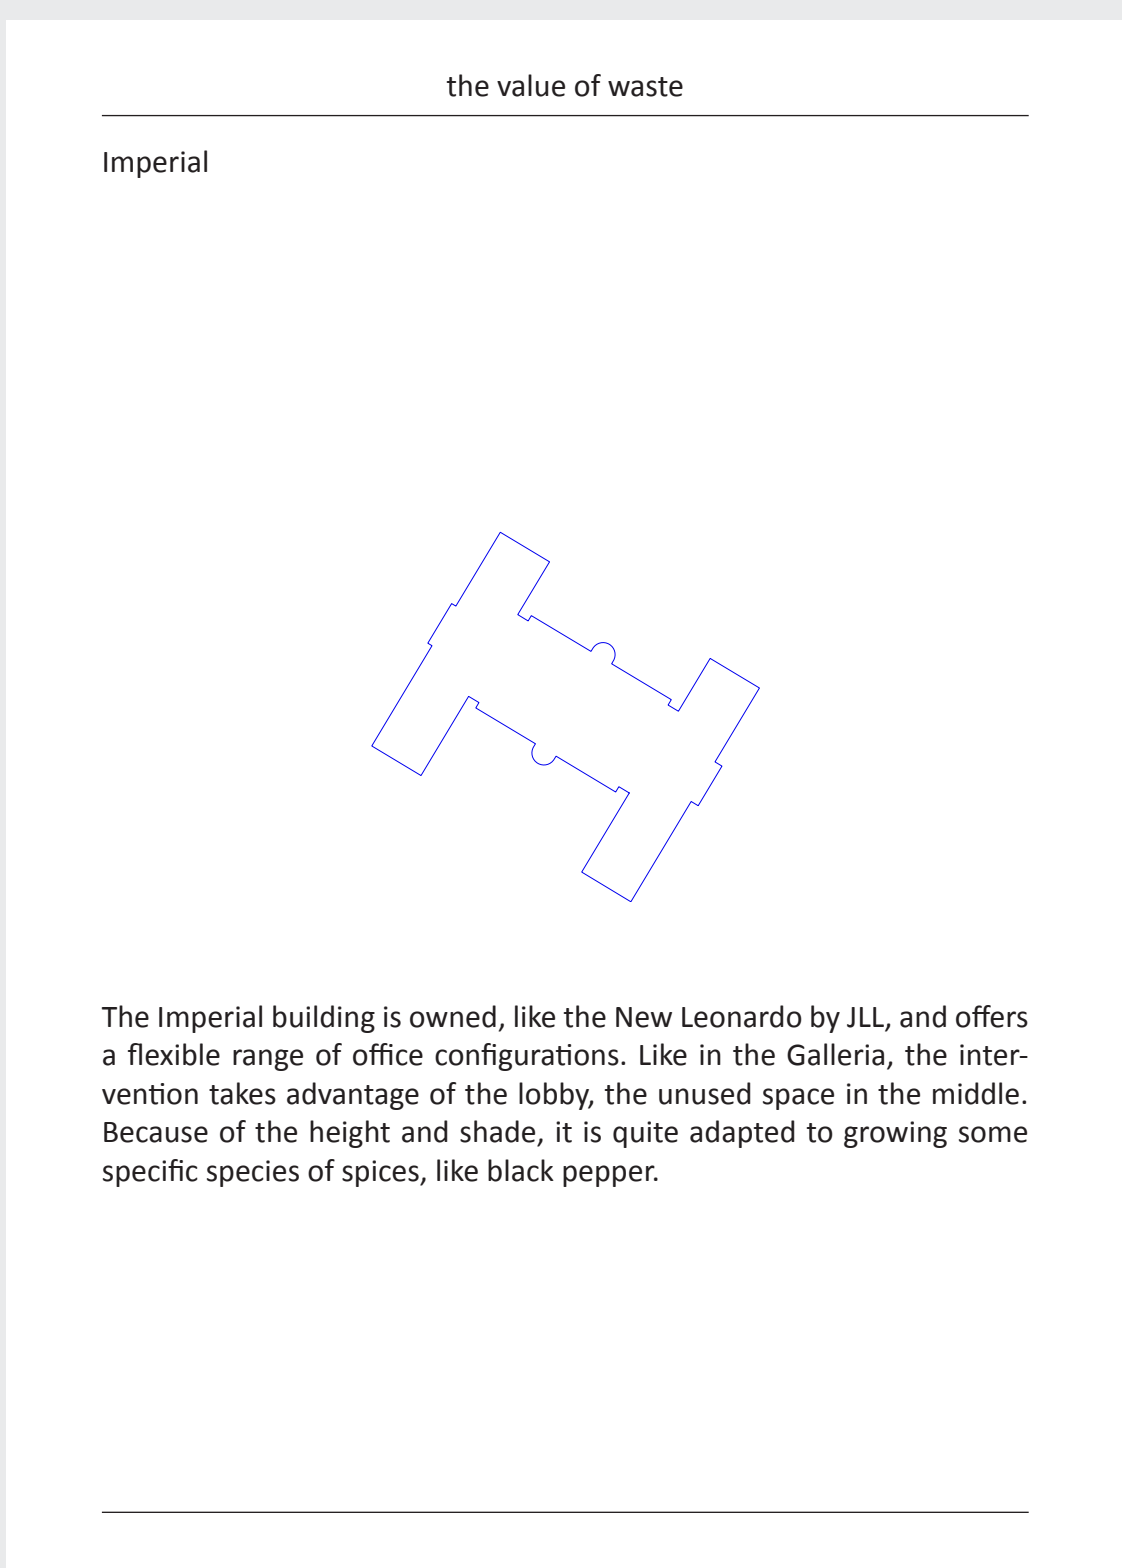 the value of waste
Imperial
The Imperial building is owned, like the New Leonardo by JLL, and offers
a flexible range of office configurations. Like in the Galleria, the inter-
vention takes advantage of the lobby, the unused space in the middle.
Because of the height and shade, it is quite adapted to growing some
specific species of spices, like black pepper.